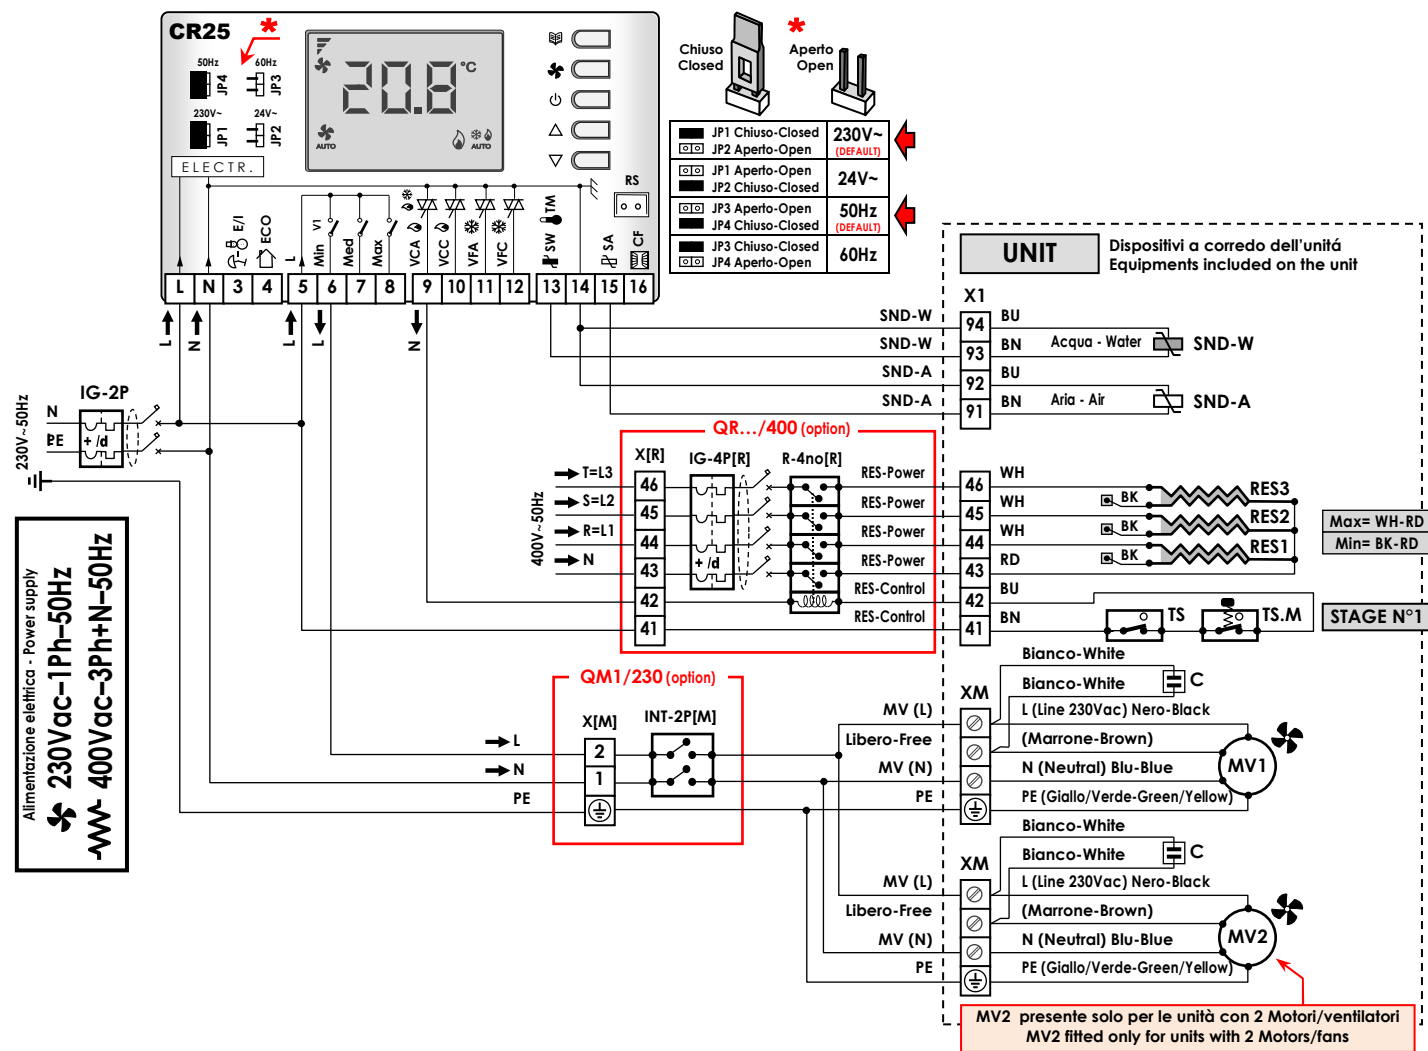 CR25
*
50Hz
JP4
60Hz
JP3
230V~
JP1
24V~
JP2
ELECTR.
20.8 °C
AUTO
AUTO
RS
E/I
ECO
L
Min
V1
Med
Max
VCA
VCC
VFA
VFC
SW
TM
SA
CF
L N 3 4 5 6 7 8 9 10 11 12 13 14 15 16
L
N
L
L
N
Chiuso
Closed
*
Aperto
Open
JP1 Chiuso-Closed
JP2 Aperto-Open
230V~
(DEFAULT)
JP1 Aperto-Open
JP2 Chiuso-Closed
24V~
JP3 Aperto-Open
JP4 Chiuso-Closed
50Hz
(DEFAULT)
JP3 Chiuso-Closed
JP4 Aperto-Open
60Hz
UNIT
Dispositivi a coredo dell'unitá
Equipments included on the unit
X1
SND-W 94 BU
SND-W 93 BN
Acqua - Water
SND-W
SND-A 92 BU
SND-A 91 BN
Aria - Air
SND-A
IG-2P
230V~50Hz
N
PE
+ /d
QR.../400 (option)
X[R]
IG-4P[R]
R-4no[R]
400V~50Hz
T=L3 46 RES-Power 46 WH
S=L2 45 RES-Power 45 WH
R=L1 44 RES-Power 44 WH
N 43 RES-Power 43 RD
+ /d
42 RES-Control 42 BU
41 RES-Control 41 BN
BK RES3
BK RES2
BK RES1
Max= WH-RD
Min= BK-RD
TS
TS.M
STAGE N°1
Alimentazione elettrica - Power supply
230Vac–1Ph–50Hz
400Vac–3Ph+N–50Hz
QM1/230 (option)
X[M]
INT-2P[M]
L 2
N 1
PE
XM
Bianco-White
Bianco-White
C
MV (L)
L (Line 230Vac) Nero-Black
Libero-Free
(Marrone-Brown)
MV (N)
N (Neutral) Blu-Blue
PE
PE (Giallo/Verde-Green/Yellow)
MV1
XM
Bianco-White
Bianco-White
C
MV (L)
L (Line 230Vac) Nero-Black
Libero-Free
(Marrone-Brown)
MV (N)
N (Neutral) Blu-Blue
PE
PE (Giallo/Verde-Green/Yellow)
MV2
MV2 presente solo per le unità con 2 Motori/ventilatori
MV2 fitted only for units with 2 Motors/fans